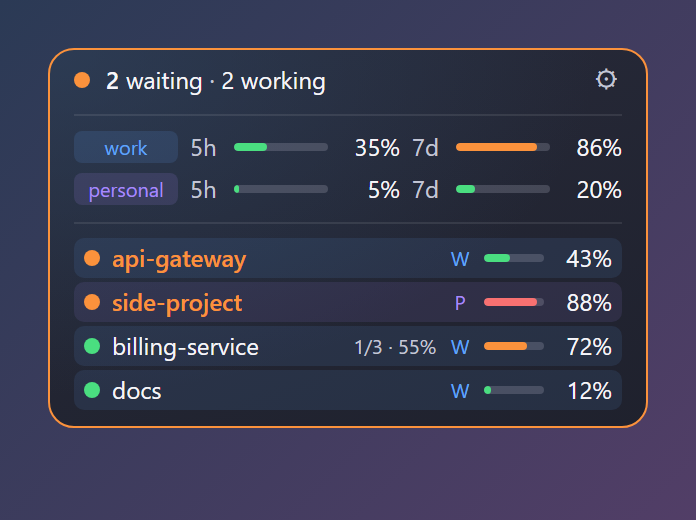 2 waiting · 2 working
work 5h 35% 7d 86%
personal 5h 5% 7d 20%
api-gateway W 43%
side-project P 88%
billing-service 1/3 · 55% W 72%
docs W 12%